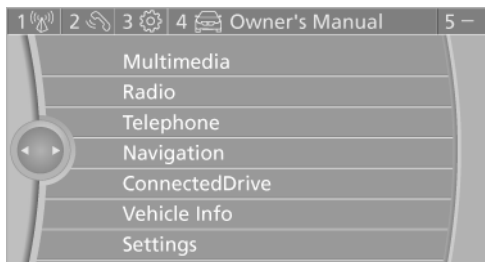 1 2 3 4 Owner's Manual 5 –
Multimedia
Radio
Telephone
Navigation
ConnectedDrive
Vehicle Info
Settings